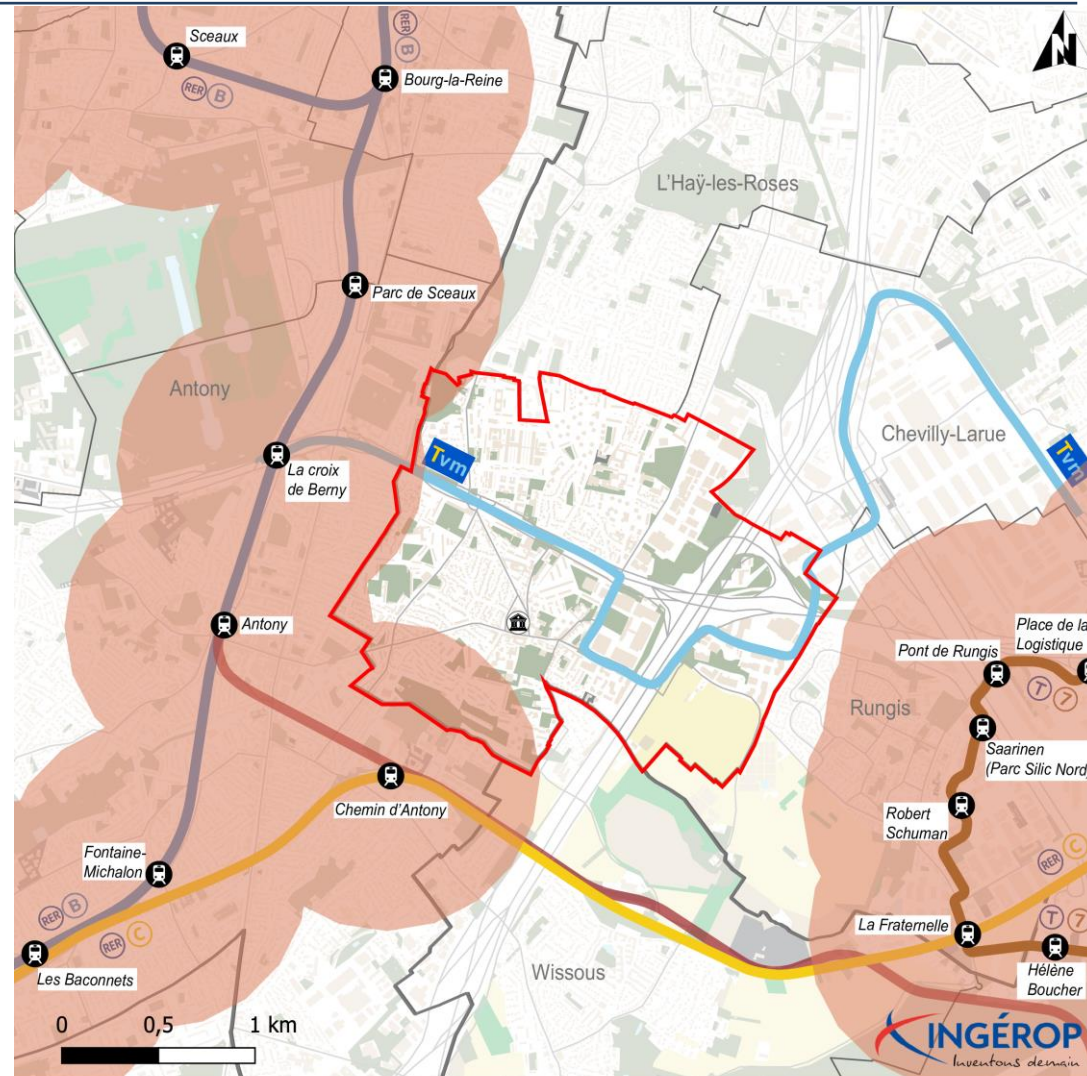 Sceaux
RER B
Bourg-la-Reine
RER B
N
L'Haÿ-les-Roses
Parc de Sceaux
Antony
Chevilly-Larue
La croix
de Berny
Tvm
Tvm
Antony
Place de la
Logistique
Pont de Rungis
T 7
Rungis
Saarinen
(Parc Silic Nord)
Chemin d'Antony
Robert
Schuman
Fontaine-
Michalon
RER C
RER B
RER C
T 7
La Fraternelle
Les Baconnets
Wissous
Hélène
Boucher
0 0,5 1 km
INGÉROP
Inventons demain